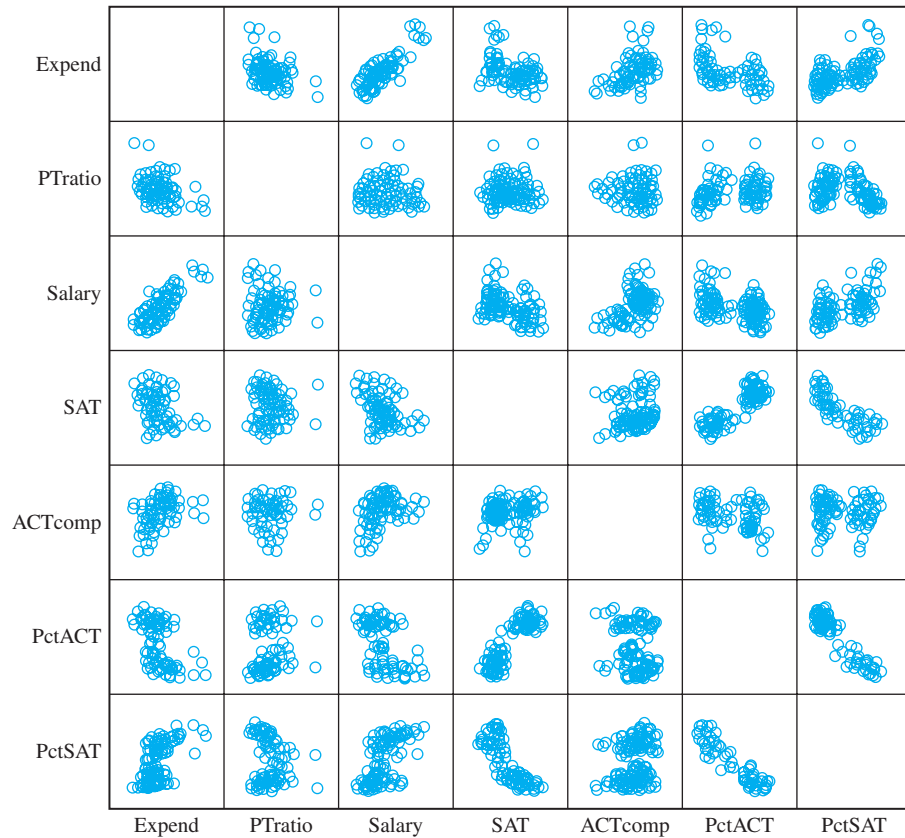 Expend
PTratio
Salary
SAT
ACTcomp
PctACT
PctSAT
Expend PTratio Salary SAT ACTcomp PctACT PctSAT